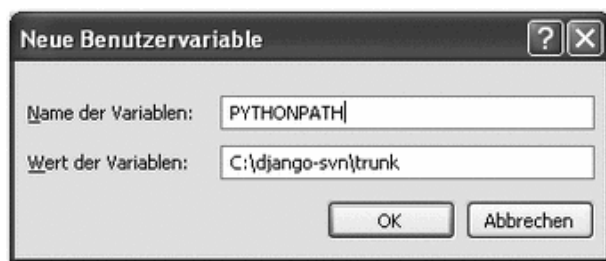 Neue Benutzervariable
Name der Variablen: PYTHONPATH
Wert der Variablen: C:\django-svn\trunk
OK Abbrechen